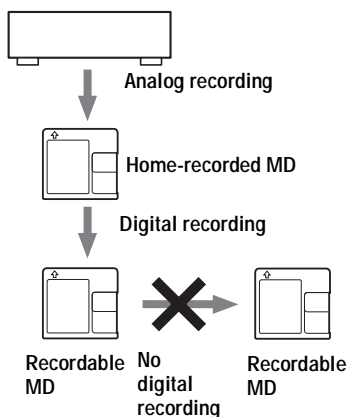 Analog recording
Home-recorded MD
Digital recording
Recordable
MD
No
digital
recording
Recordable
MD